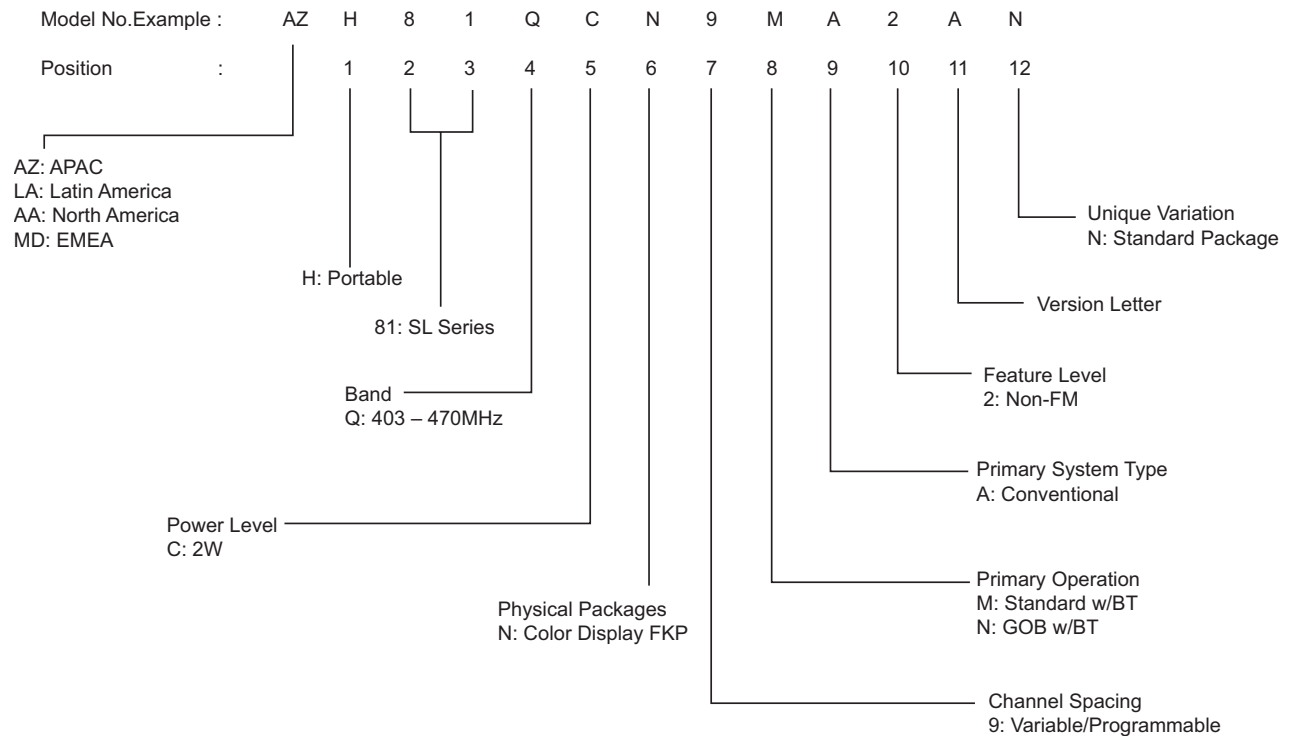 Model No.Example : AZ H 8 1 Q C N 9 M A 2 A N
Position : 1 2 3 4 5 6 7 8 9 10 11 12
AZ: APAC
LA: Latin America
AA: North America
MD: EMEA
H: Portable
81: SL Series
Band
Q: 403 – 470MHz
Power Level
C: 2W
Physical Packages
N: Color Display FKP
Unique Variation
N: Standard Package
Version Letter
Feature Level
2: Non-FM
Primary System Type
A: Conventional
Primary Operation
M: Standard w/BT
N: GOB w/BT
Channel Spacing
9: Variable/Programmable